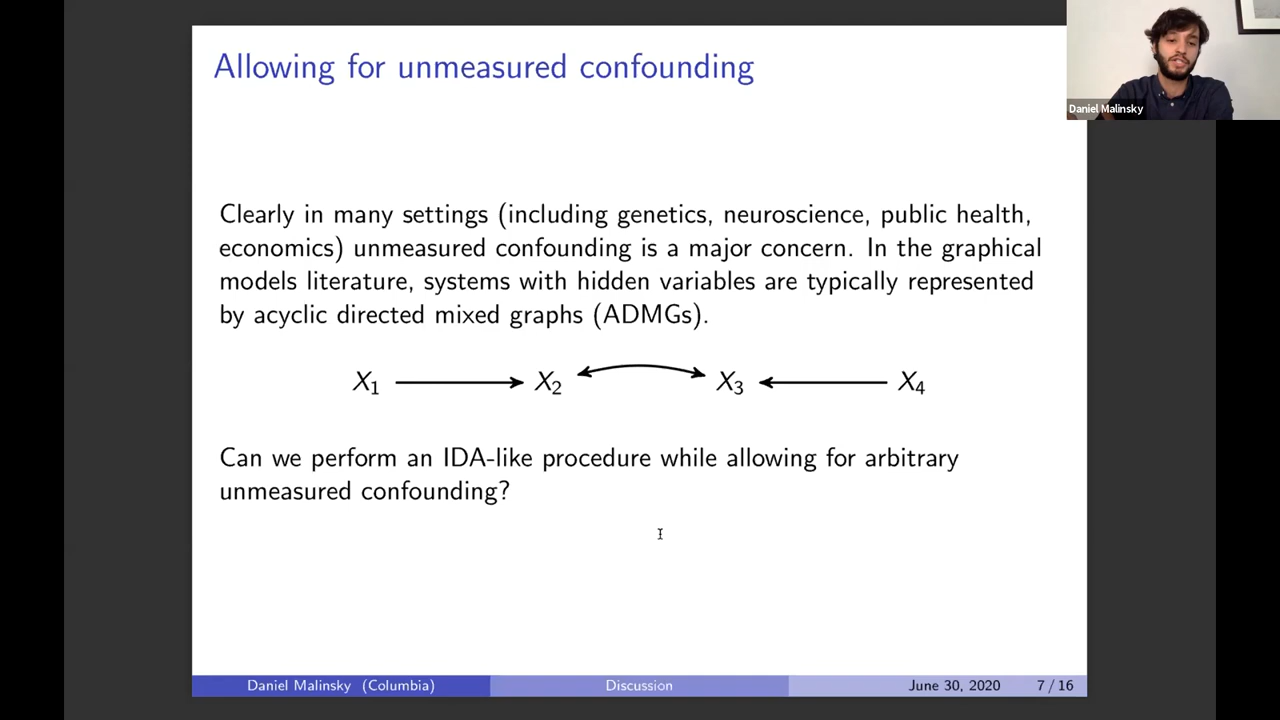 Allowing for unmeasured confounding
Daniel Malinsky
Clearly in many settings (including genetics, neuroscience, public health,
economics) unmeasured confounding is a major concern. In the graphical
models literature, systems with hidden variables are typically represented
by acyclic directed mixed graphs (ADMGs).
X₁ X₂ X₃ X₄
Can we perform an IDA-like procedure while allowing for arbitrary
unmeasured confounding?
Daniel Malinsky (Columbia) Discussion June 30, 2020 7 / 16